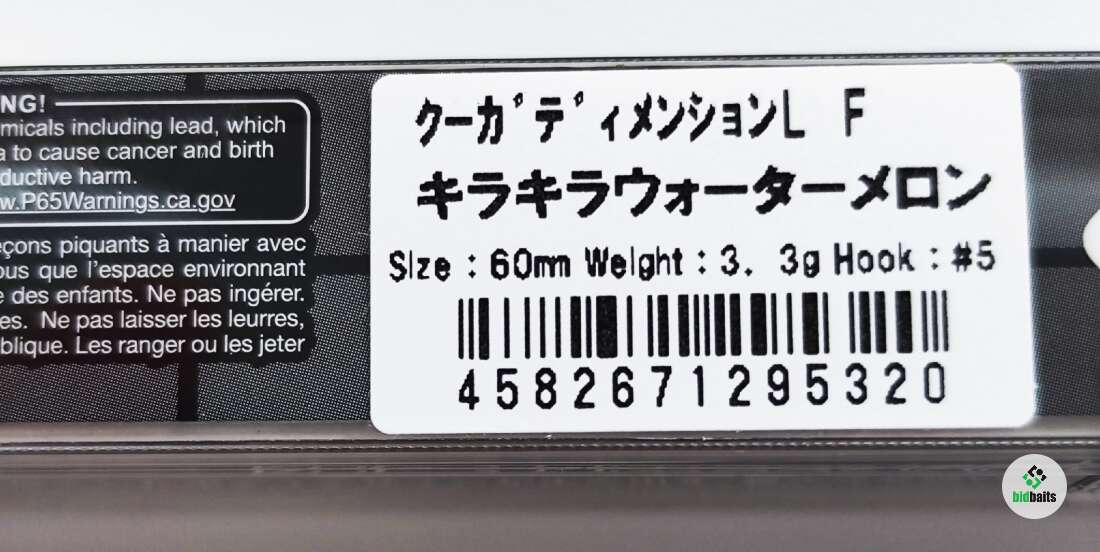 NG!
emicals including lead, which
a to cause cancer and birth
ductive harm.
w.P65Warnings.ca.gov
eçons piquants à manier avec
ous que l'espace environnant
e des enfants. Ne pas ingérer.
es. Ne pas laisser les leurres,
blique. Les ranger ou les jeter
クーガディメンションL F
キラキラウォーターメロン
Size : 60mm Weight : 3. 3g Hook : #5
4582671295320
bidbaits